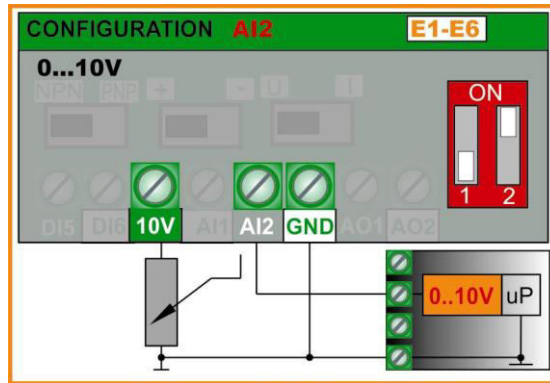 CONFIGURATION AI2 E1-E6
0...10V
NPN PNP + - U I
ON
1 2
DI5 DI6 10V AI1 AI2 GND AO1 AO2
0..10V uP